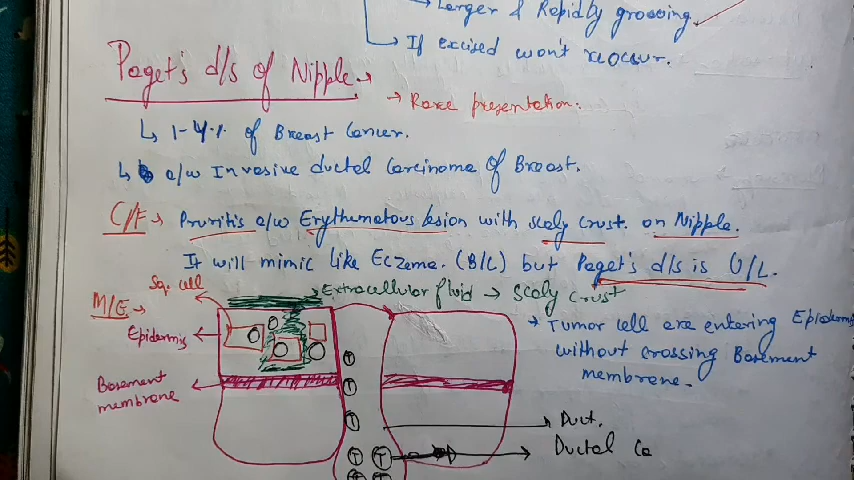 → Larger & Rapidly growing.
→ If excised won't reoccur.
Paget's d/s of Nipple →
→ Rare presentation.
↳ 1-4% of Breast Cancer.
↳ a/w Invasive ductal Carcinoma of Breast.
C/F → Pruritis a/w Erythematous lesion with scaly crust on Nipple.
It will mimic like Eczema. (B/L) but Paget's d/s is U/L.
M/E →
Sq. cell
Extracellular fluid → Scaly crust
Epidermis
Basement membrane
→ Tumor cell are entering Epidermis
without crossing Basement
membrane.
T
T
T
T T
Duct.
Ductal Ca